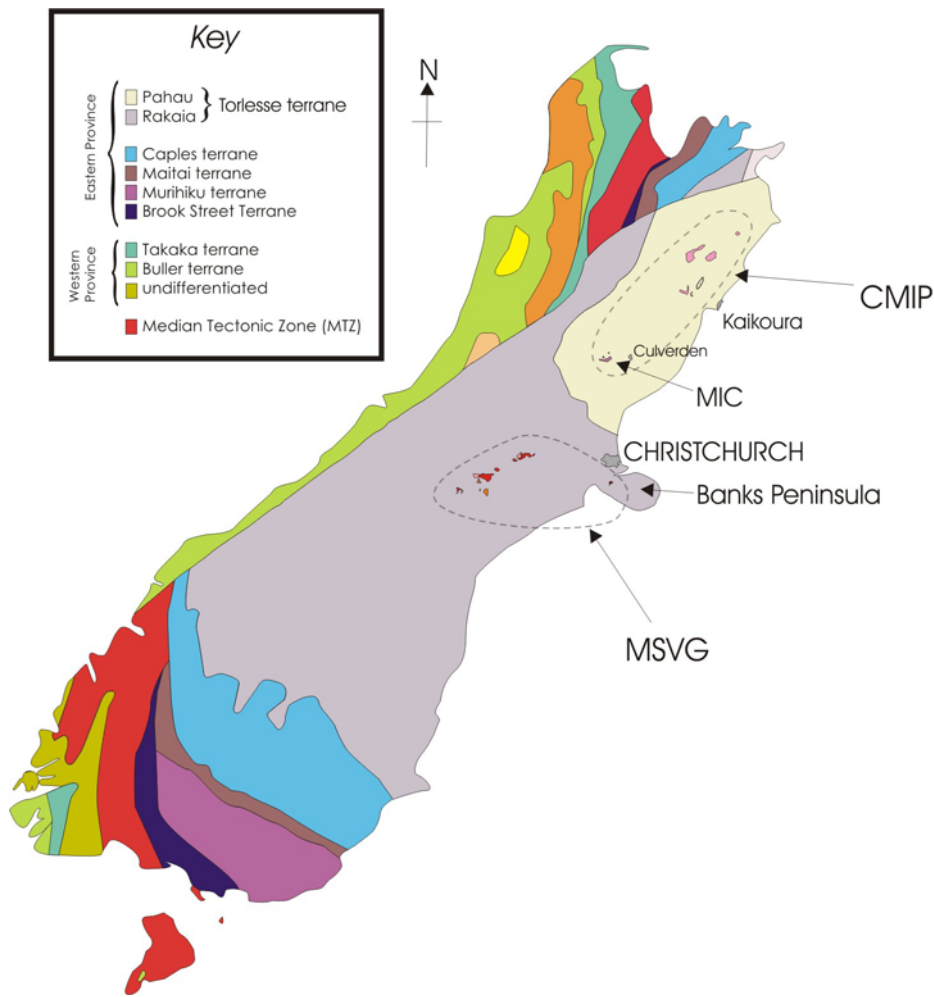 Key
Eastern Province
Pahau
Rakaia
Torlesse terrane
Caples terrane
Maitai terrane
Murihiku terrane
Brook Street Terrane
Western
Province
Takaka terrane
Buller terrane
undifferentiated
Median Tectonic Zone (MTZ)
N
CMIP
Kaikoura
Culverden
MIC
CHRISTCHURCH
Banks Peninsula
MSVG